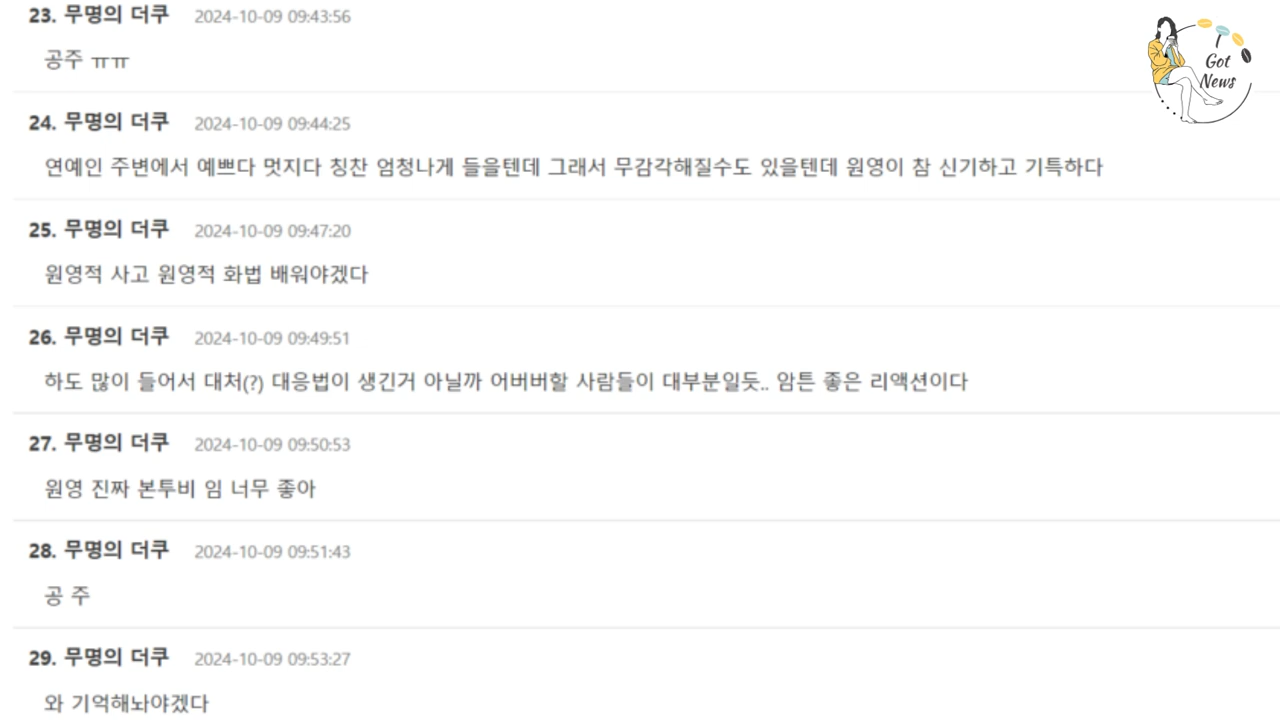 23. 무명의 더쿠 2024-10-09 09:43:56
공주 ㅠㅠ
24. 무명의 더쿠 2024-10-09 09:44:25
연예인 주변에서 예쁘다 멋지다 칭찬 엄청나게 들을텐데 그래서 무감각해질수도 있을텐데 원영이 참 신기하고 기특하다
25. 무명의 더쿠 2024-10-09 09:47:20
원영적 사고 원영적 화법 배워야겠다
26. 무명의 더쿠 2024-10-09 09:49:51
하도 많이 들어서 대처(?) 대응법이 생긴거 아닐까 어버버할 사람들이 대부분일듯.. 암튼 좋은 리액션이다
27. 무명의 더쿠 2024-10-09 09:50:53
원영 진짜 본투비 임 너무 좋아
28. 무명의 더쿠 2024-10-09 09:51:43
공 주
29. 무명의 더쿠 2024-10-09 09:53:27
와 기억해놔야겠다
Got
News